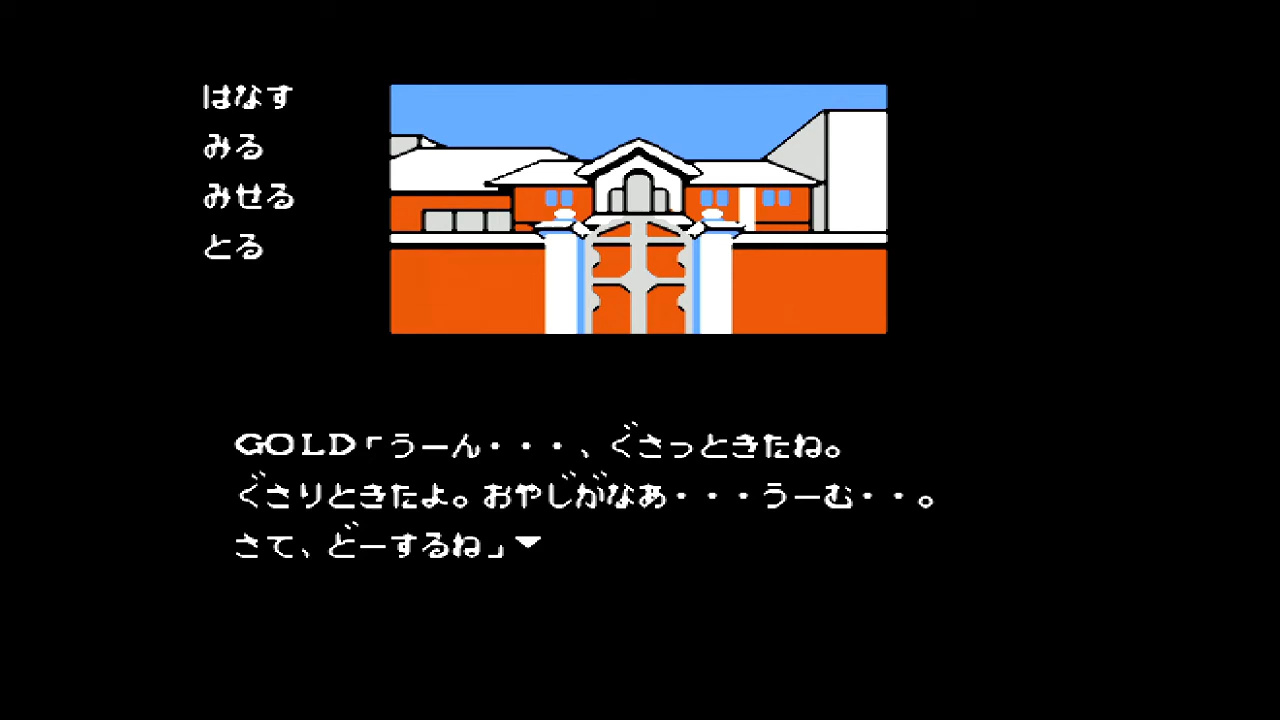 はなす
みる
みせる
とる
GOLD「うーん・・・、ぐさっときたね。
ぐさりときたよ。おやじがなあ・・・うーむ・・。
さて、どーするね」▼